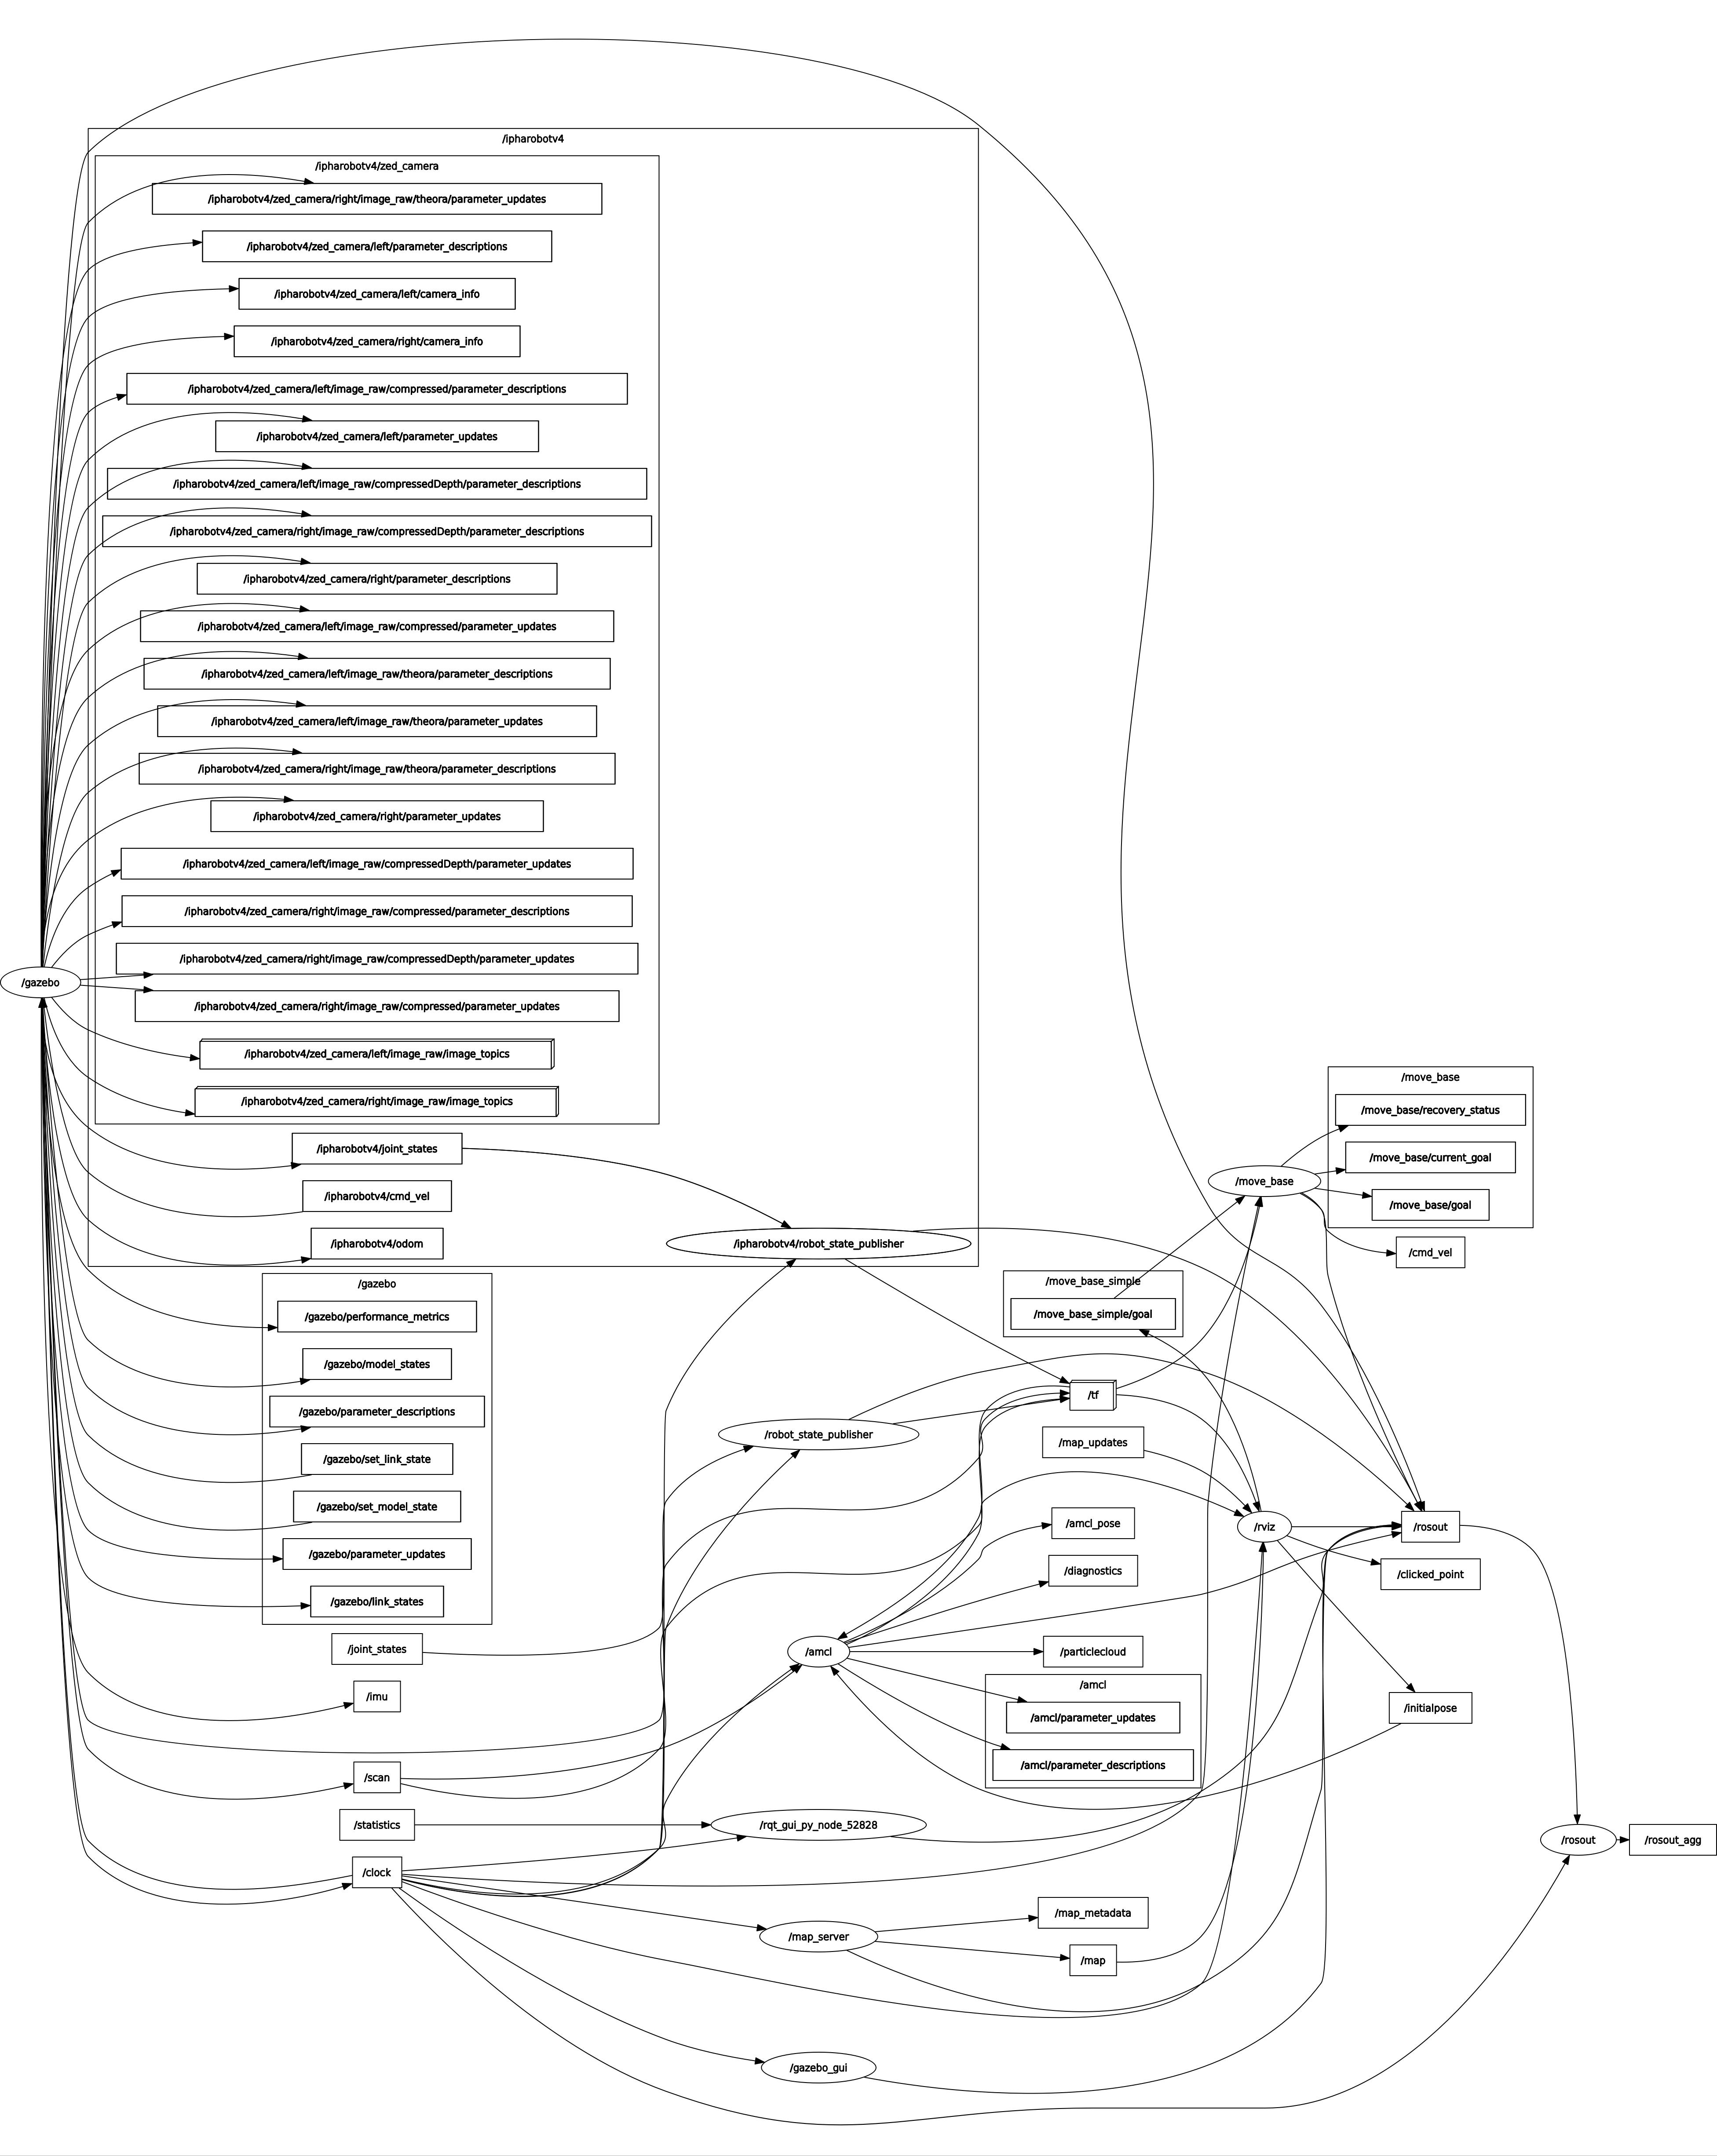 /ipharobotv4
/ipharobotv4/zed_camera
/ipharobotv4/zed_camera/right/image_raw/theora/parameter_updates
/ipharobotv4/zed_camera/left/parameter_descriptions
/ipharobotv4/zed_camera/left/camera_info
/ipharobotv4/zed_camera/right/camera_info
/ipharobotv4/zed_camera/left/image_raw/compressed/parameter_descriptions
/ipharobotv4/zed_camera/left/parameter_updates
/ipharobotv4/zed_camera/left/image_raw/compressedDepth/parameter_descriptions
/ipharobotv4/zed_camera/right/image_raw/compressedDepth/parameter_descriptions
/ipharobotv4/zed_camera/right/parameter_descriptions
/ipharobotv4/zed_camera/left/image_raw/compressed/parameter_updates
/ipharobotv4/zed_camera/left/image_raw/theora/parameter_descriptions
/ipharobotv4/zed_camera/left/image_raw/theora/parameter_updates
/ipharobotv4/zed_camera/right/image_raw/theora/parameter_descriptions
/ipharobotv4/zed_camera/right/parameter_updates
/ipharobotv4/zed_camera/left/image_raw/compressedDepth/parameter_updates
/ipharobotv4/zed_camera/right/image_raw/compressed/parameter_descriptions
/ipharobotv4/zed_camera/right/image_raw/compressedDepth/parameter_updates
/gazebo
/ipharobotv4/zed_camera/right/image_raw/compressed/parameter_updates
/ipharobotv4/zed_camera/left/image_raw/image_topics
/ipharobotv4/zed_camera/right/image_raw/image_topics
/ipharobotv4/joint_states
/ipharobotv4/cmd_vel
/ipharobotv4/odom
/ipharobotv4/robot_state_publisher
/gazebo
/gazebo/performance_metrics
/gazebo/model_states
/gazebo/parameter_descriptions
/gazebo/set_link_state
/gazebo/set_model_state
/gazebo/parameter_updates
/gazebo/link_states
/joint_states
/imu
/scan
/statistics
/clock
/robot_state_publisher
/amcl
/rqt_gui_py_node_52828
/map_server
/gazebo_gui
/move_base_simple
/move_base_simple/goal
/tf
/map_updates
/amcl_pose
/diagnostics
/particlecloud
/amcl
/amcl/parameter_updates
/amcl/parameter_descriptions
/map_metadata
/map
/move_base
/rviz
/move_base
/move_base/recovery_status
/move_base/current_goal
/move_base/goal
/cmd_vel
/rosout
/clicked_point
/initialpose
/rosout
/rosout_agg